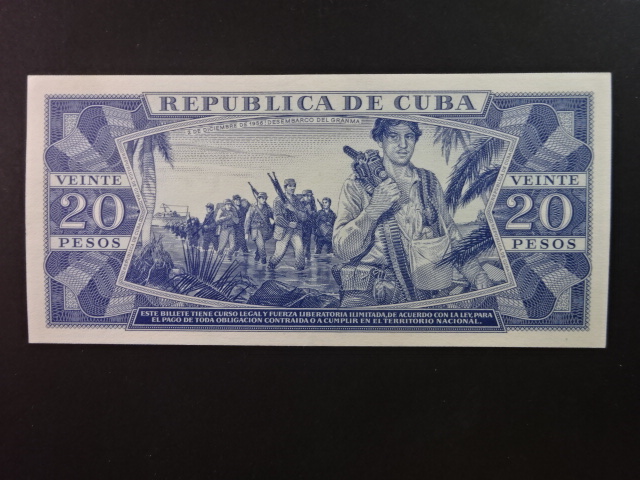 REPUBLICA DE CUBA
2 DE DICIEMBRE DE 1956/DESEMBARCO DEL GRANMA
VEINTE
20
PESOS
VEINTE
20
PESOS
ESTE BILLETE TIENE CURSO LEGAL Y FUERZA LIBERATORIA ILIMITADA, DE ACUERDO CON LA LEY, PARA
EL PAGO DE TODA OBLIGACION CONTRAIDA O A CUMPLIR EN EL TERRITORIO NACIONAL.